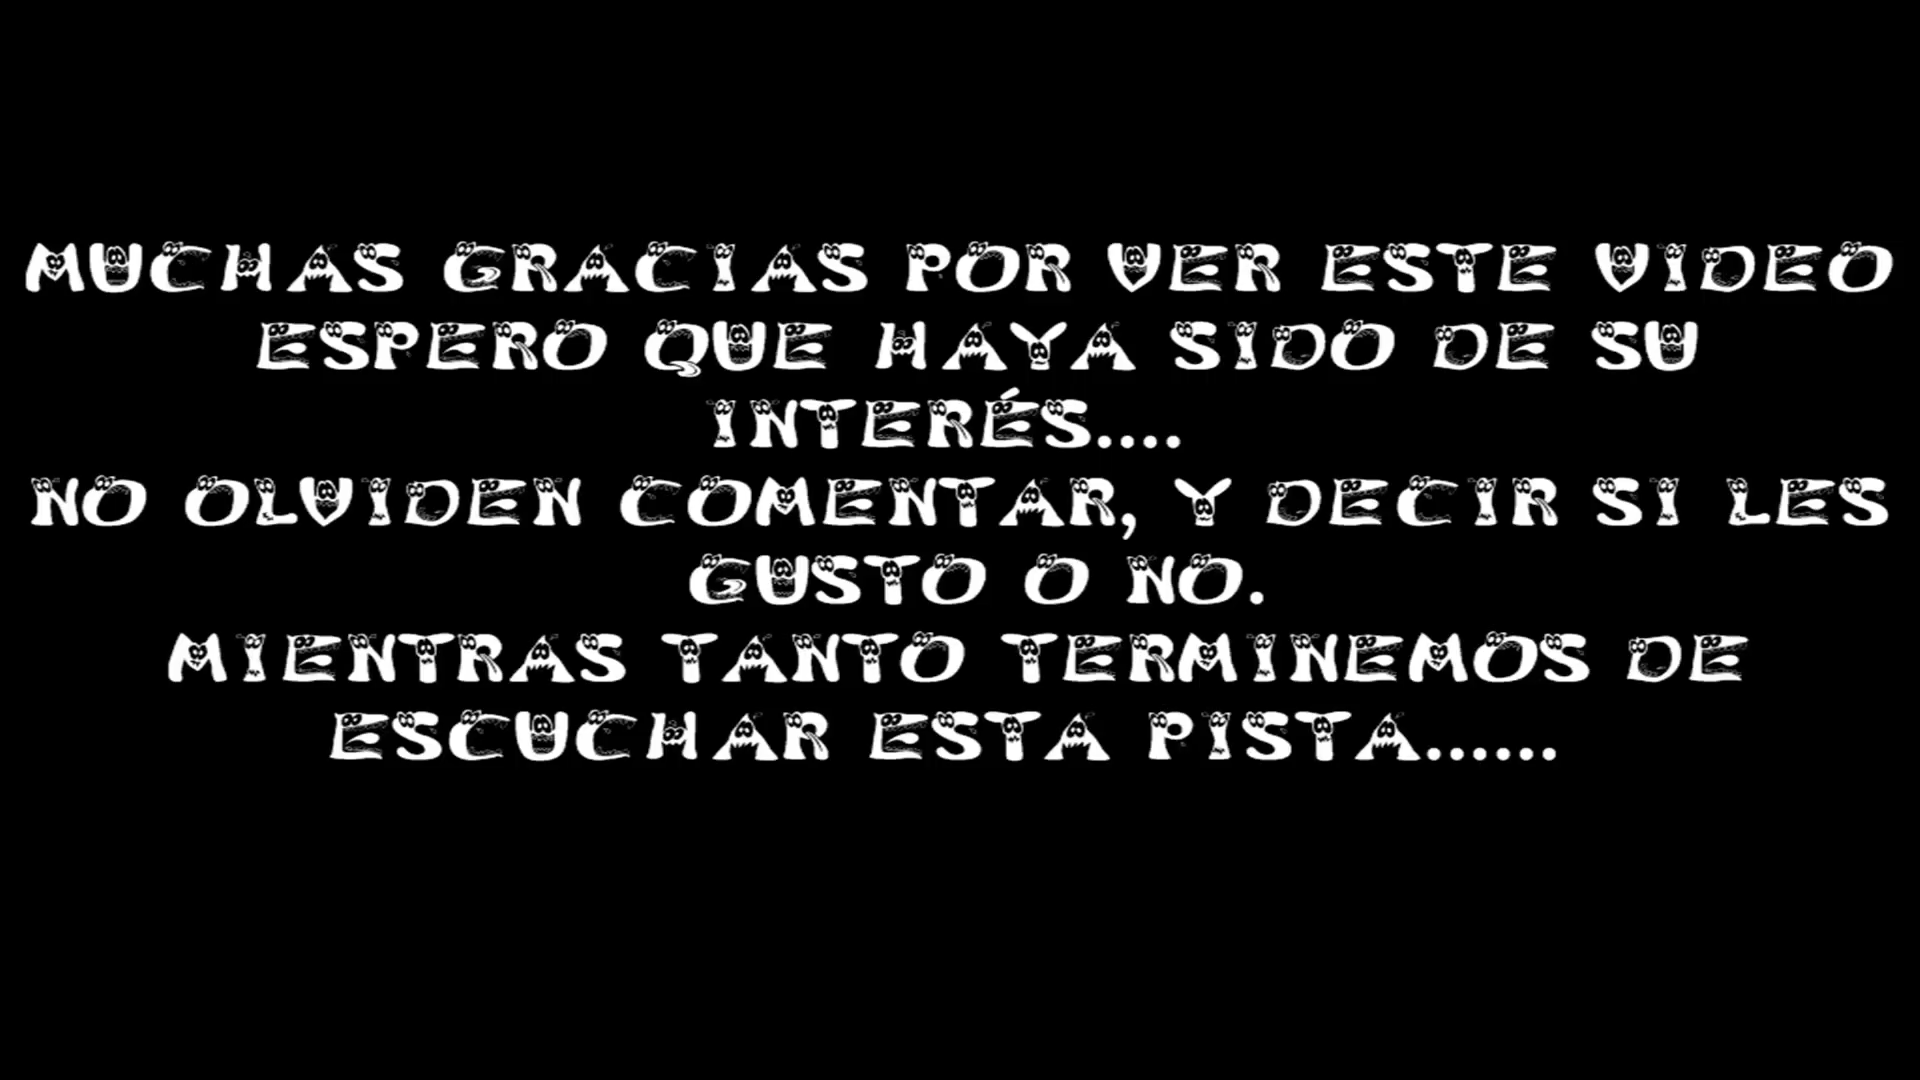 MUCHAS GRACIAS POR VER ESTE VIDEO
ESPERO QUE HAYA SIDO DE SU
INTERÉS....
NO OLVIDEN COMENTAR, Y DECIR SI LES
GUSTO O NO.
MIENTRAS TANTO TERMINEMOS DE
ESCUCHAR ESTA PISTA......